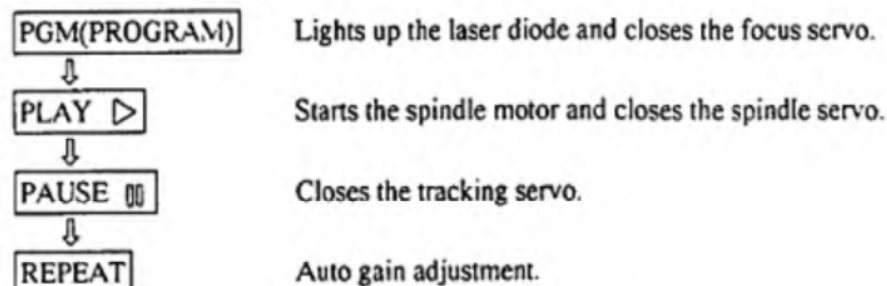 PGM(PROGRAM) Lights up the laser diode and closes the focus servo.
PLAY ▷ Starts the spindle motor and closes the spindle servo.
PAUSE Closes the tracking servo.
REPEAT Auto gain adjustment.